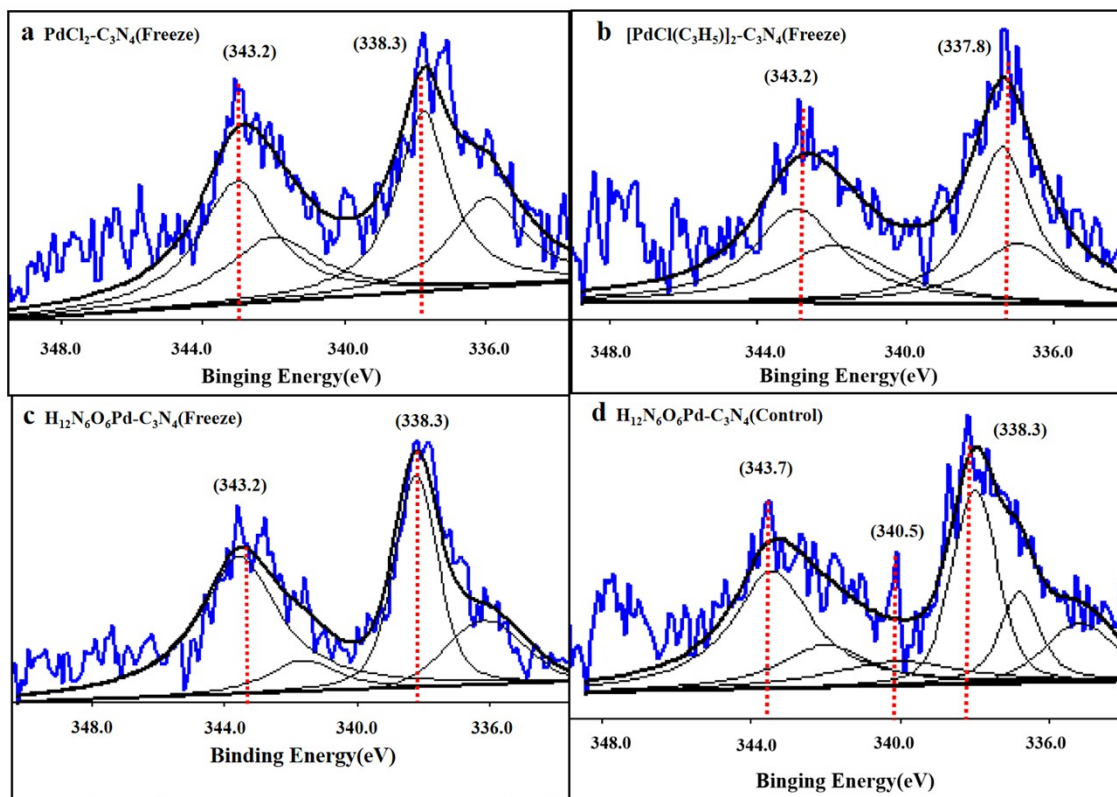 a PdCl₂-C₃N₄(Freeze)
(343.2)
(338.3)
348.0 344.0 340.0 336.0
Binging Energy(eV)
b [PdCl(C₃H₅)]₂-C₃N₄(Freeze)
(343.2)
(337.8)
348.0 344.0 340.0 336.0
Binging Energy(eV)
c H₁₂N₆O₆Pd-C₃N₄(Freeze)
(343.2)
(338.3)
348.0 344.0 340.0 336.0
Binding Energy(eV)
d H₁₂N₆O₆Pd-C₃N₄(Control)
(343.7)
(340.5)
(338.3)
348.0 344.0 340.0 336.0
Binging Energy(eV)